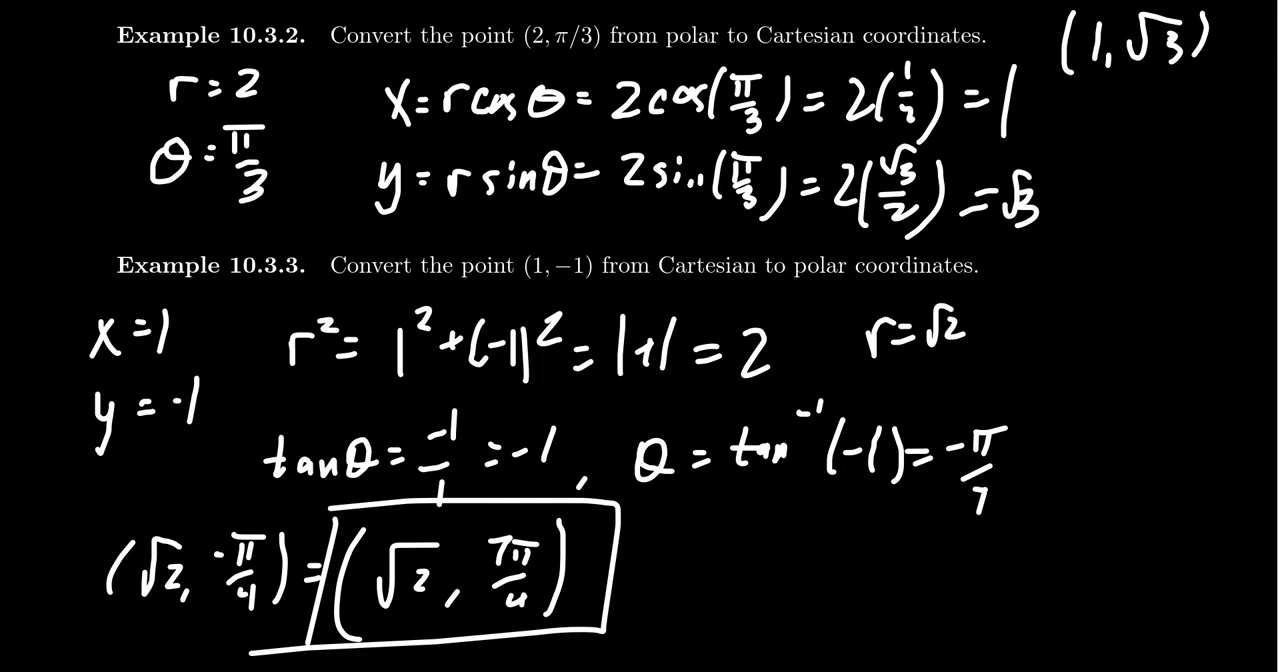 Example 10.3.2. Convert the point (2, π/3) from polar to Cartesian coordinates. (1, √3)
r = 2 x = r cos θ = 2 cos(π/3) = 2(1/2) = 1
θ = π/3 y = r sin θ = 2 sin(π/3) = 2(√3/2) = √3
Example 10.3.3. Convert the point (1, −1) from Cartesian to polar coordinates.
x = 1 r² = 1² + (-1)² = 1+1 = 2 r = √2
y = -1
tan θ = -1/1 = -1, θ = tan⁻¹(-1) = -π/7
(√2, -π/4) = (√2, 7π/4)